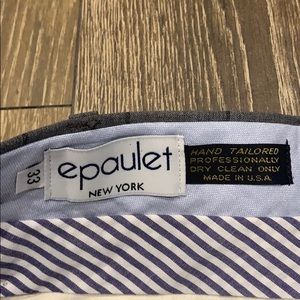 epaulet
NEW YORK
HAND TAILORED
PROFESSIONALLY
DRY CLEAN ONLY
MADE IN U.S.A.
33